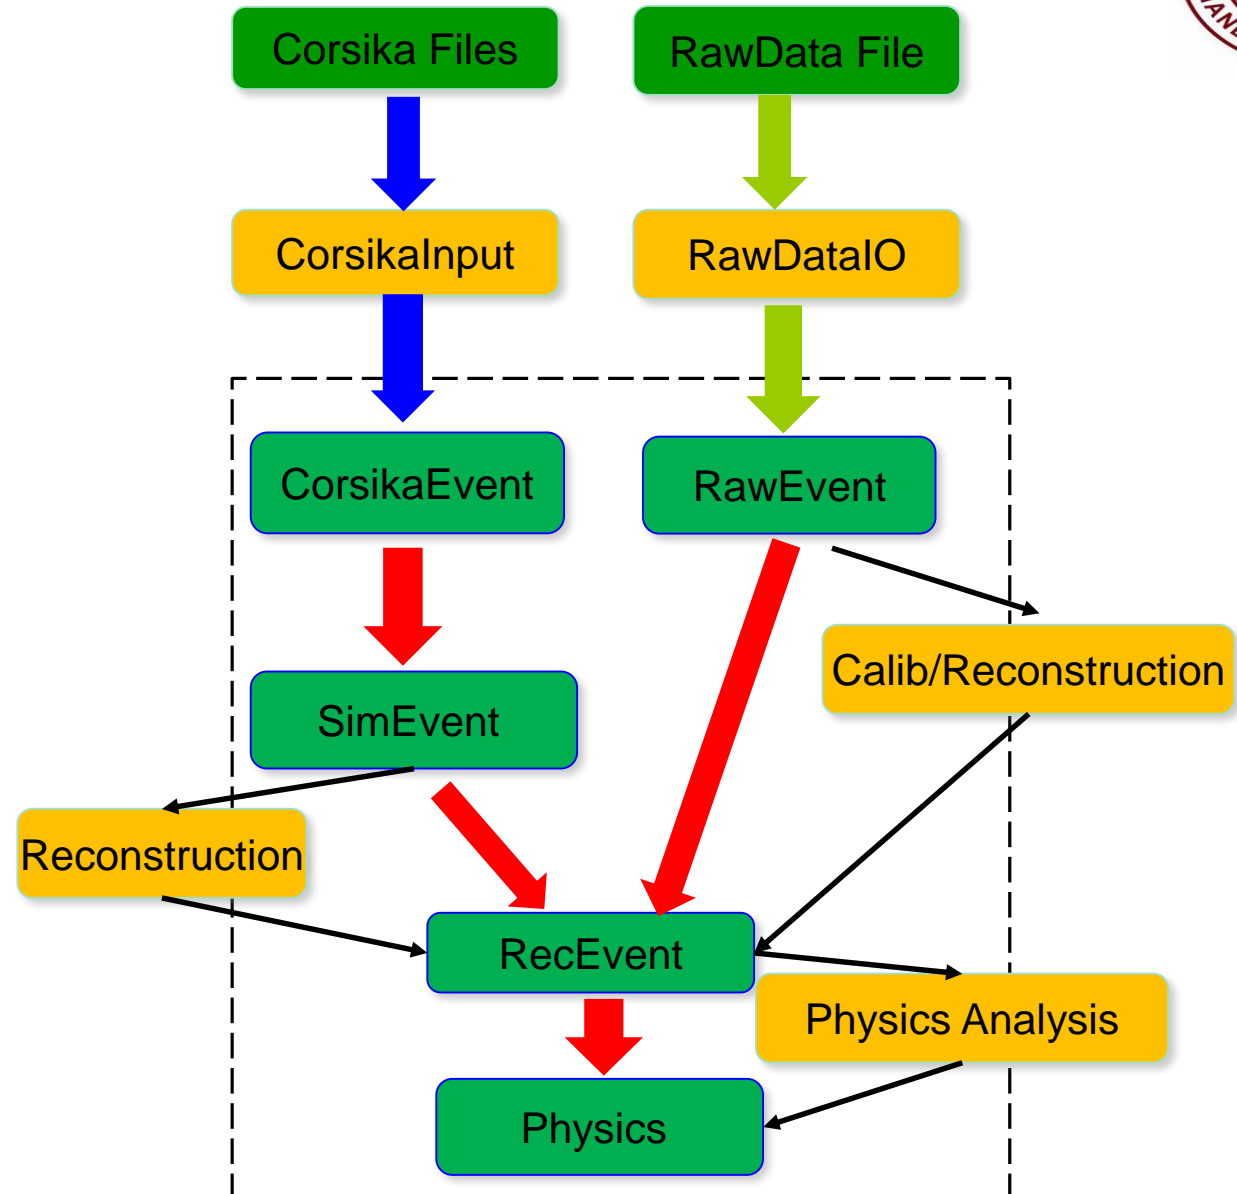 Corsika Files
RawData File
CorsikaInput
RawDataIO
CorsikaEvent
RawEvent
Calib/Reconstruction
SimEvent
Reconstruction
RecEvent
Physics Analysis
Physics